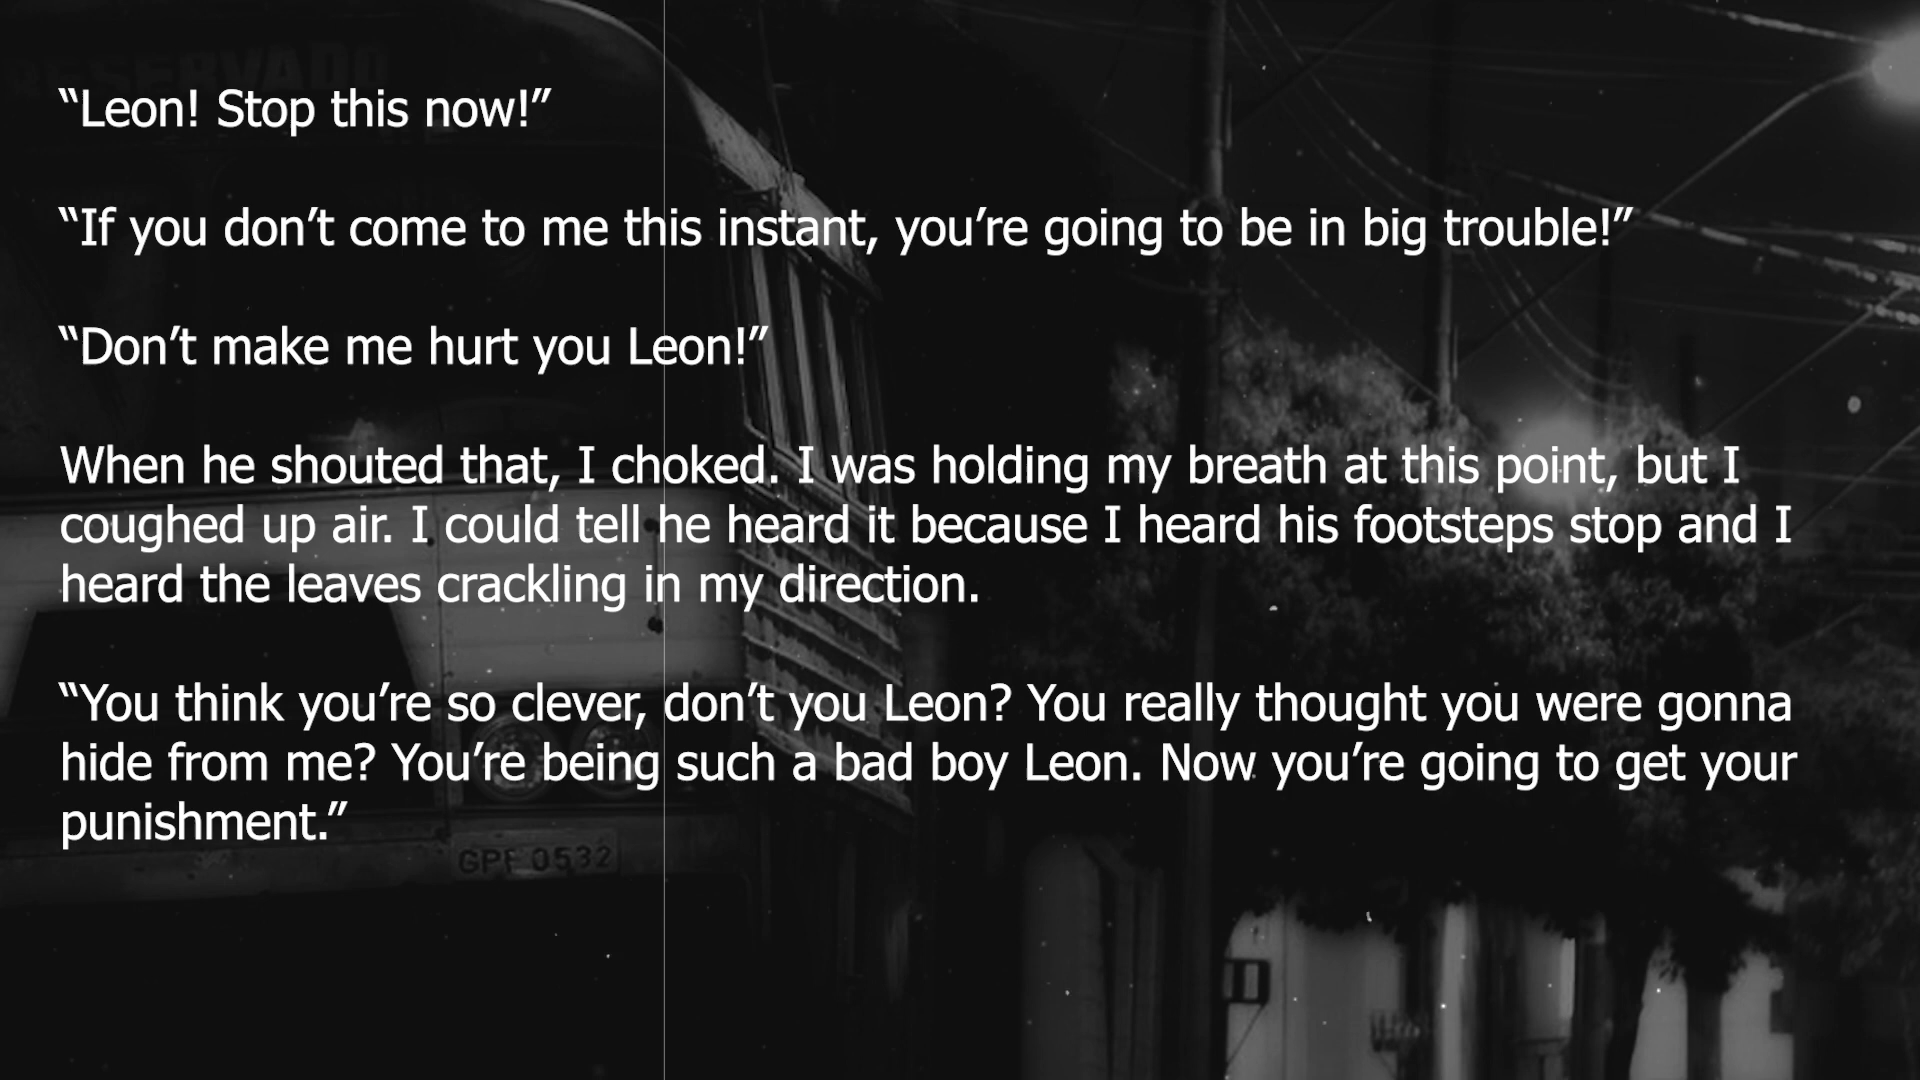 RESERVADO
“Leon! Stop this now!”
“If you don’t come to me this instant, you’re going to be in big trouble!”
“Don’t make me hurt you Leon!”
When he shouted that, I choked. I was holding my breath at this point, but I
coughed up air. I could tell he heard it because I heard his footsteps stop and I
heard the leaves crackling in my direction.
“You think you’re so clever, don’t you Leon? You really thought you were gonna
hide from me? You’re being such a bad boy Leon. Now you’re going to get your
punishment.”
GPF 0532